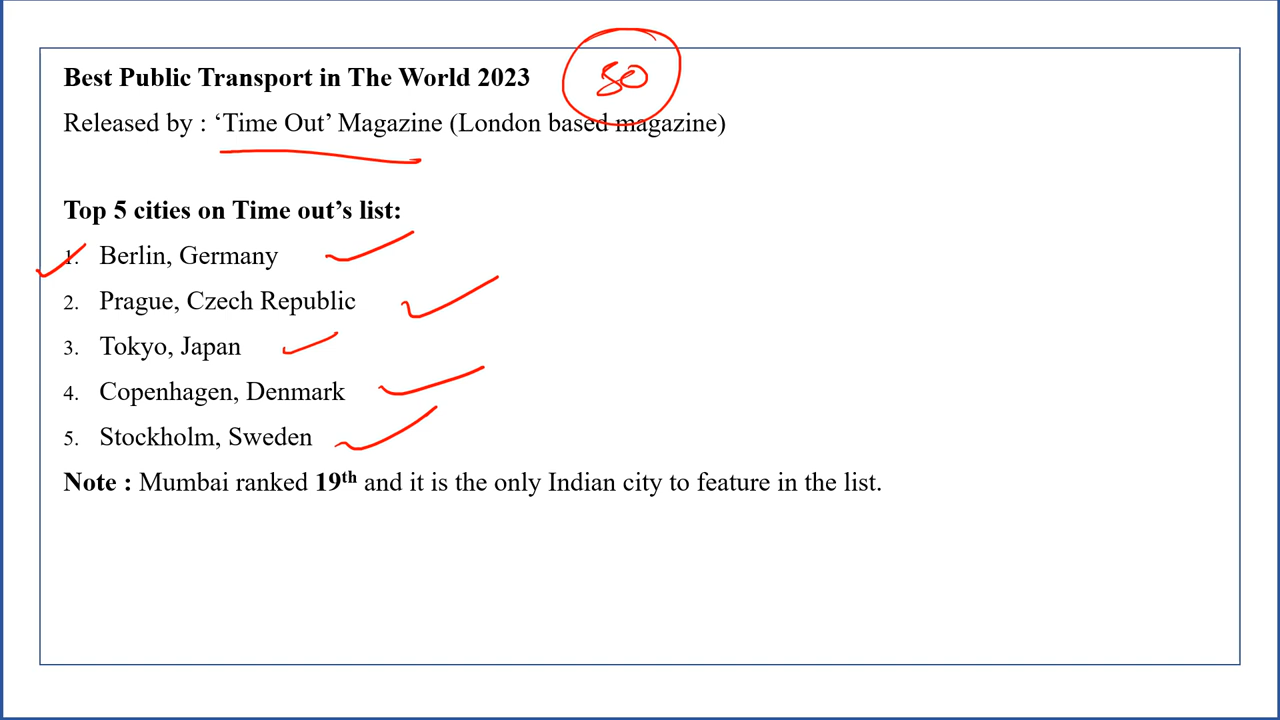 Best Public Transport in The World 2023
80
Released by : ‘Time Out’ Magazine (London based magazine)
Top 5 cities on Time out’s list:
1. Berlin, Germany
2. Prague, Czech Republic
3. Tokyo, Japan
4. Copenhagen, Denmark
5. Stockholm, Sweden
Note : Mumbai ranked 19th and it is the only Indian city to feature in the list.